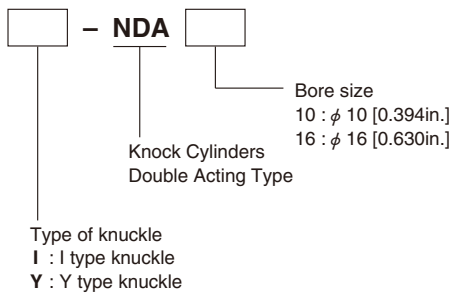 – NDA
Bore size
10 : ϕ 10 [0.394in.]
16 : ϕ 16 [0.630in.]
Knock Cylinders
Double Acting Type
Type of knuckle
I : I type knuckle
Y : Y type knuckle